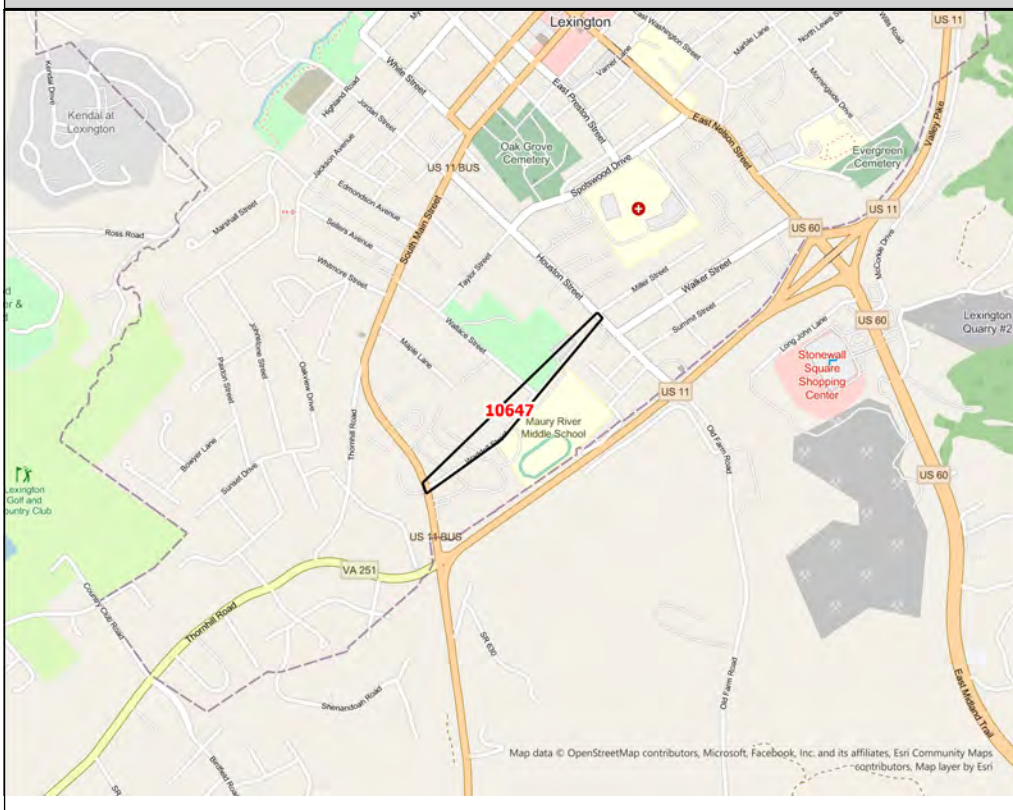 Lexington
US 11
Kendal Drive
Kendal at
Lexington
White Street
Highland Road
Jordan Street
Jackson Avenue
East Washington Street
Varner Lane
Marble Lane
North Lewis
Wills Road
Morningside Drive
East Preston Street
East Nelson Street
Valley Pike
Oak Grove
Cemetery
Evergreen
Cemetery
US 11 BUS
Spotswood Drive
US 11
US 60
Ross Road
Marshall Street
Edmondson Avenue
Sellers Avenue
Whitmore Street
South Main Street
Taylor Street
Houston Street
Miller Street
Walker Street
Summit Street
McCorkle Drive
US 60
Long John Lane
Lexington
Quarry #2
Stonewall
Square
Shopping
Center
Wallace Street
Maple Lane
Johnstone Street
Paxton Street
Oakview Drive
Thornhill Road
Bowyer Lane
Sunset Drive
10647
Maury River
Middle School
US 11
Old Farm Road
US 60
Lexington
Golf and
Country Club
US 11 BUS
VA 251
Country Club Road
Thornhill Road
SR 630
Shenandoah Road
Old Farm Road
East Midland Trail
Birdfield Road
SR
Map data © OpenStreetMap contributors, Microsoft, Facebook, Inc. and its affiliates, Esri Community Maps
contributors, Map layer by Esri